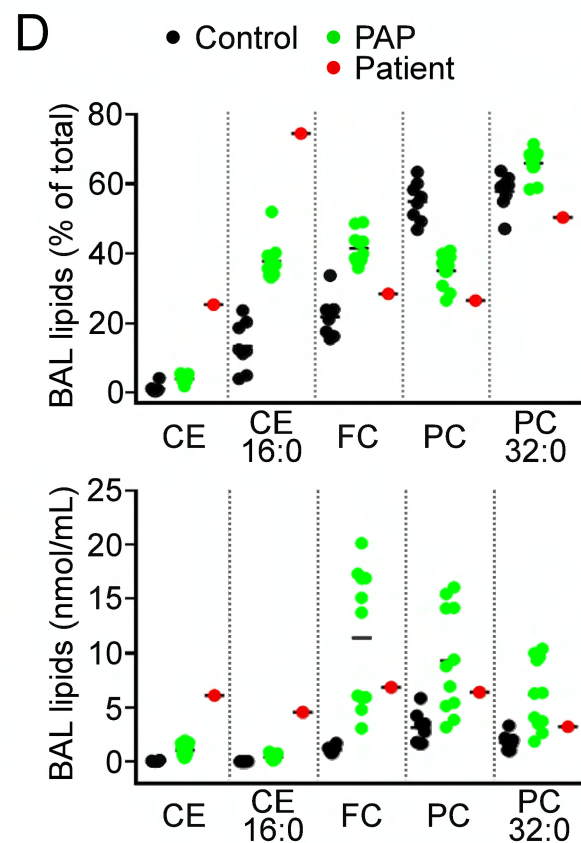 D
Control PAP
Patient
BAL lipids (% of total)
80
60
40
20
0
CE CE 16:0 FC PC PC 32:0
BAL lipids (nmol/mL)
25
20
15
10
5
0
CE CE 16:0 FC PC PC 32:0